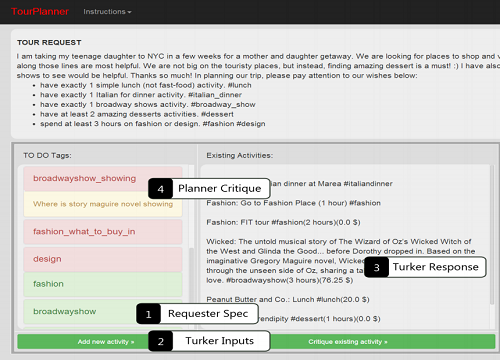 TourPlanner Instructions
TOUR REQUEST
I am taking my teenage daughter to NYC in a few weeks for a mother and daughter getaway. We are looking for places to shop and
along those lines are most helpful. We are not big on the touristy places, but instead, finding amazing dessert is a must! :) I have also
shows to see would be helpful. Thanks so much! In planning our trip, please pay attention to our wishes below:
• have exactly 1 simple lunch (not fast-food) activity. #lunch
• have exactly 1 Italian for dinner activity. #italian_dinner
• have exactly 1 broadway shows activity. #broadway_show
• have at least 2 amazing desserts activities. #dessert
• spend at least 3 hours on fashion or design. #fashion #design
TO DO Tags:
broadwayshow_showing
Where is story maguire novel showing
fashion_what_to_buy_in
design
fashion
broadwayshow
Add new activity »
Existing Activities:
dinner at Marea #italiandinner
Fashion: Go to Fashion Place (1 hour) #fashion
Fashion: FIT tour #fashion(2 hours)(0.0 $)
Wicked: The untold musical story of The Wizard of Oz's Wicked Witch of
the West and Glinda the Good... before Dorothy dropped in. Based on the
imaginative Gregory Maguire novel,
through the unseen side of Oz, sharing a
love. #broadwayshow(3 hours)(76.25 $)
Peanut Butter and Co.: Lunch #lunch(20.0 $)
#dessert(1 hours)(0.0 $)
Critique existing activity »
4 Planner Critique
3 Turker Response
1 Requester Spec
2 Turker Inputs